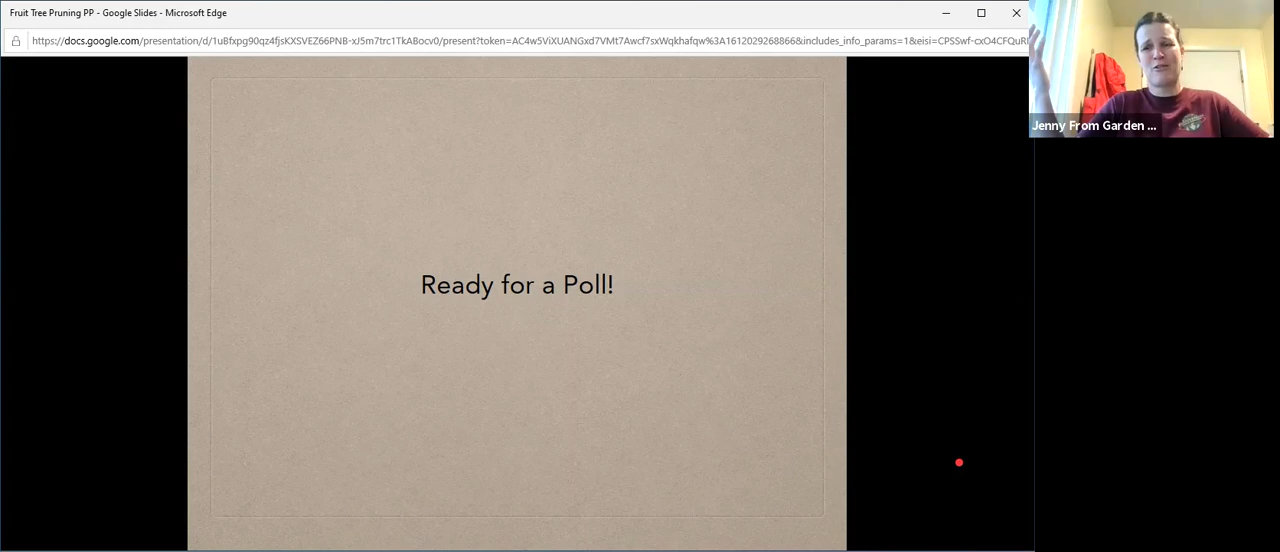 Fruit Tree Pruning PP - Google Slides - Microsoft Edge
https://docs.google.com/presentation/d/1uBfxpg90qz4fjsKXSVEZ66PNB-xJ5m7trc1TkABocv0/present?token=AC4w5ViXUANGxd7VMt7Awcf7sxWqkhafqw%3A1612029268866&includes_info_params=1&eisi=CPSSwf-cxO4CFQuRl
Ready for a Poll!
Jenny From Garden ...